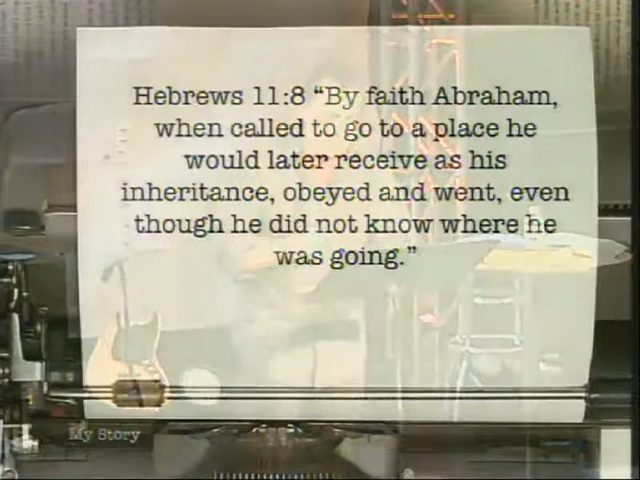 Hebrews 11:8 “By faith Abraham,
when called to go to a place he
would later receive as his
inheritance, obeyed and went, even
though he did not know where he
was going.”
My Story